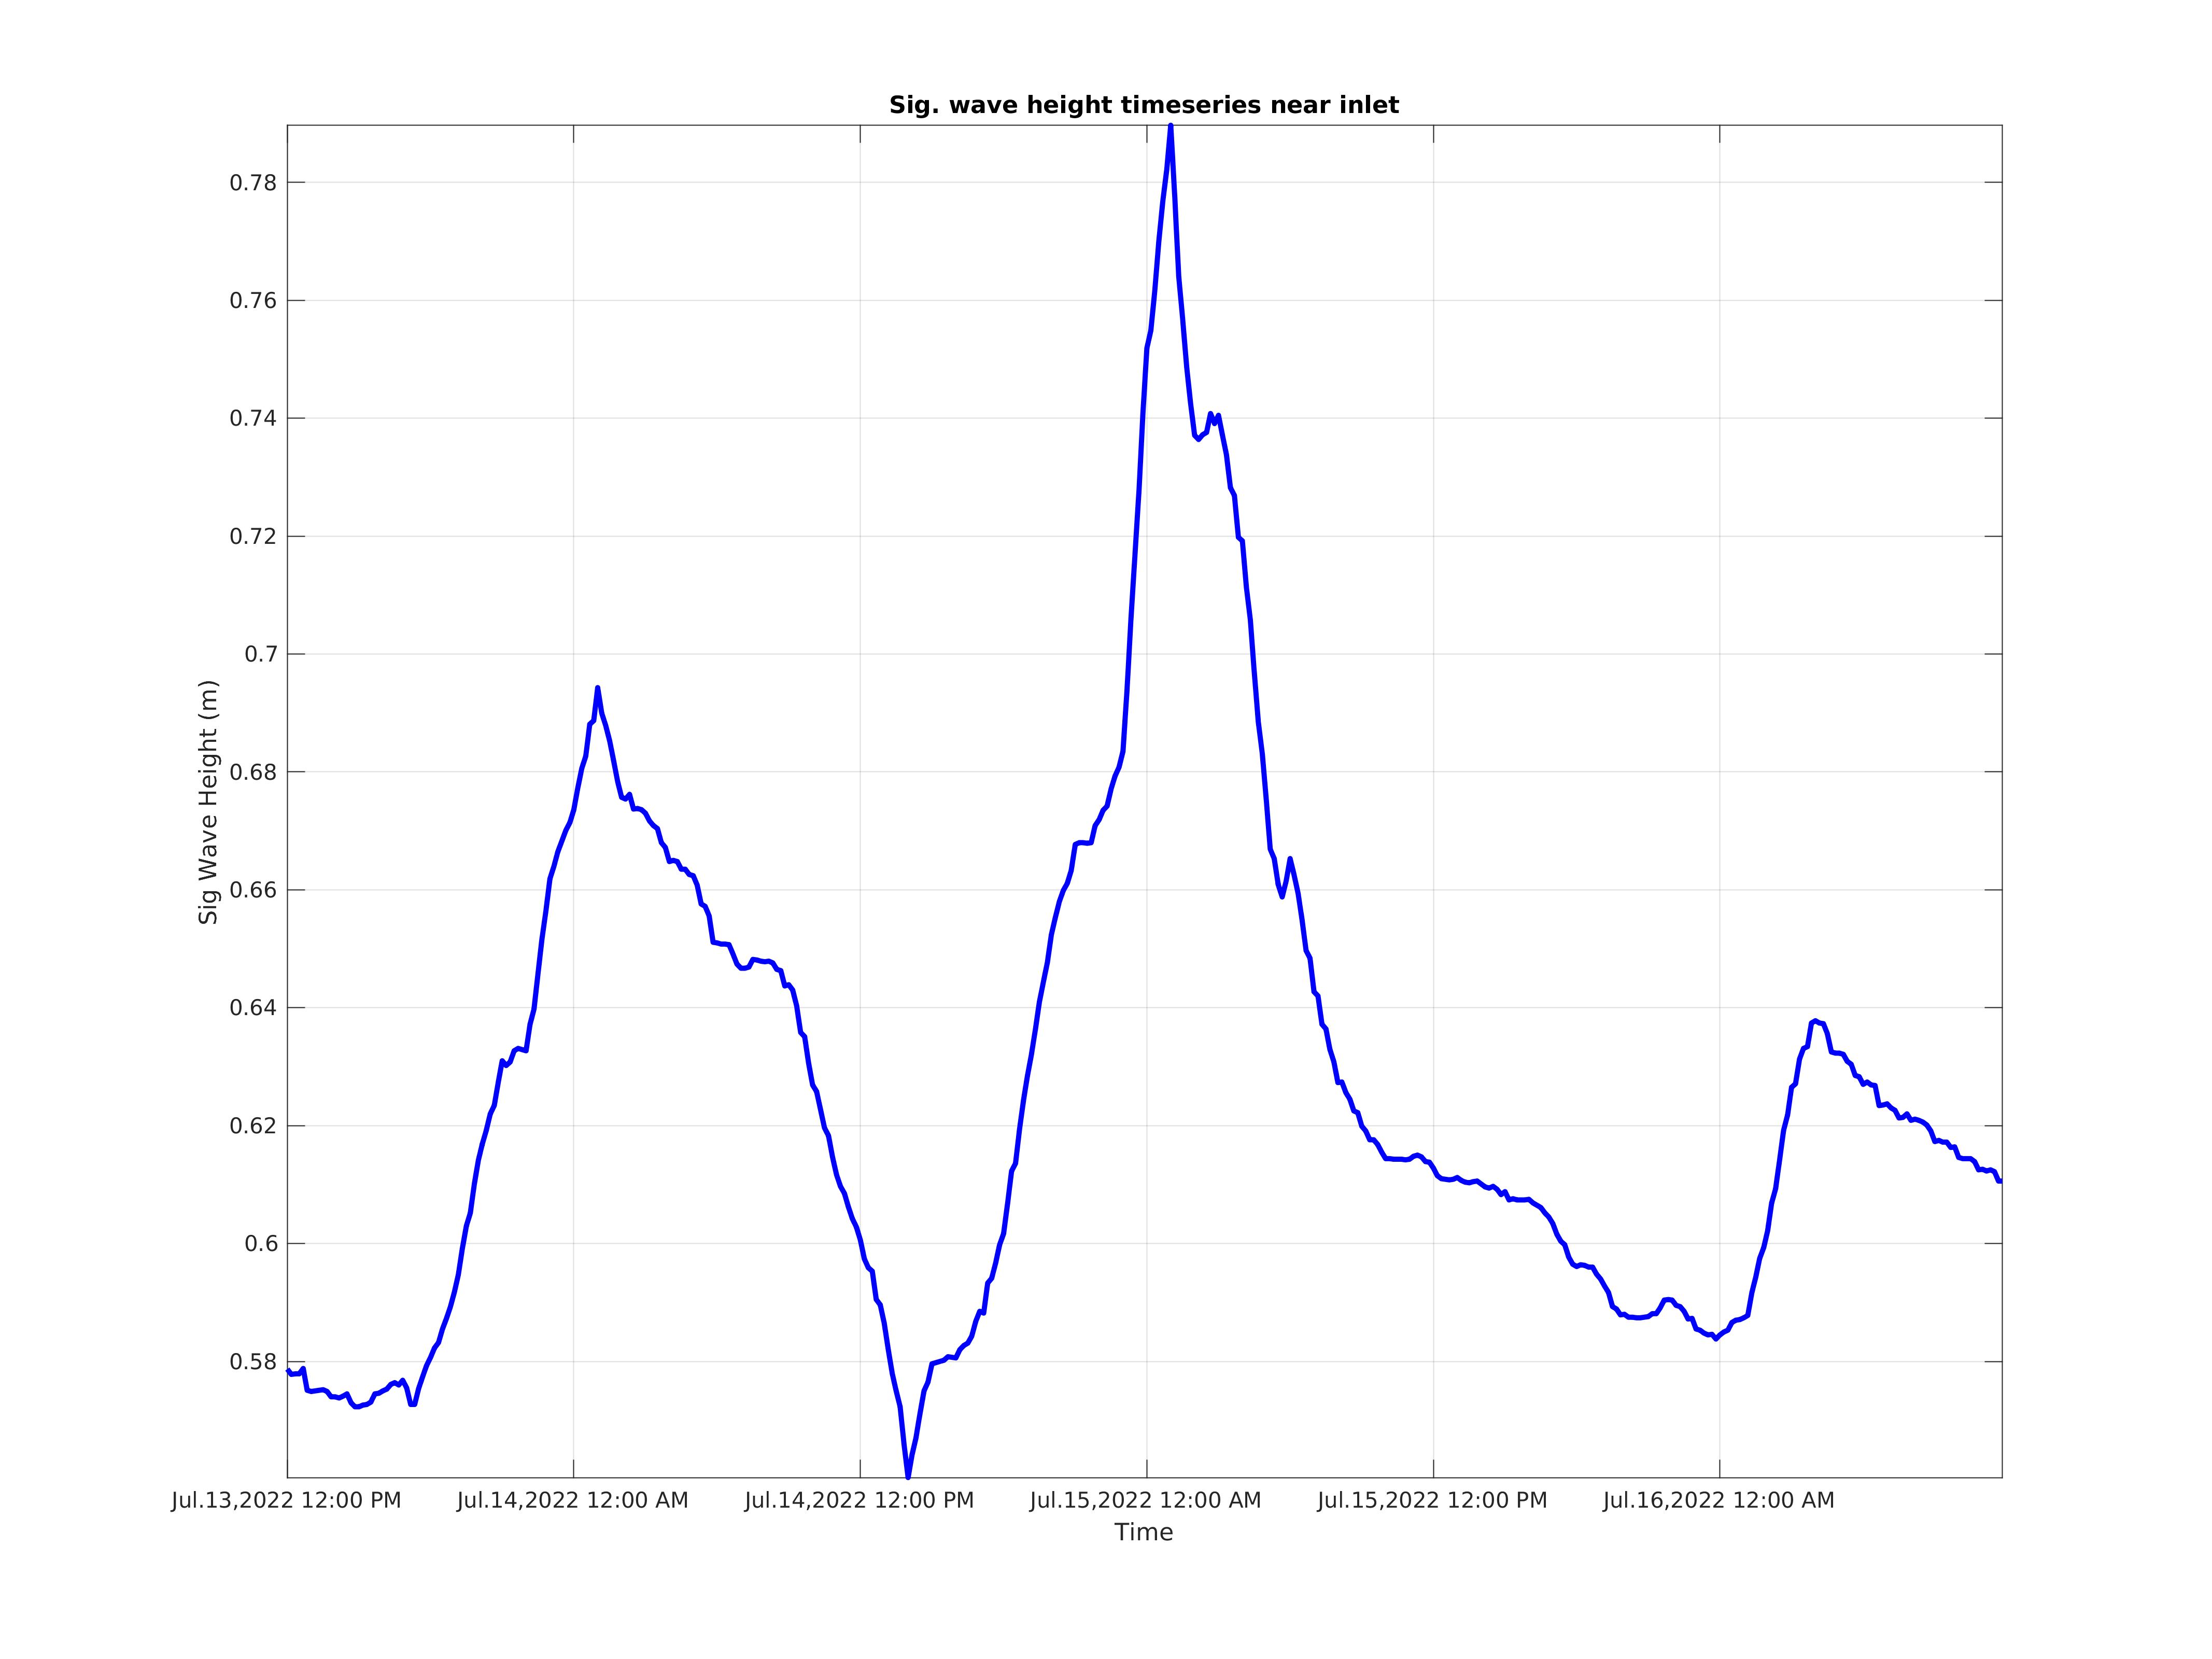 Sig. wave height timeseries near inlet
0.78
0.76
0.74
0.72
0.7
0.68
0.66
0.64
0.62
0.6
0.58
Sig Wave Height (m)
Jul.13,2022 12:00 PM Jul.14,2022 12:00 AM Jul.14,2022 12:00 PM Jul.15,2022 12:00 AM Jul.15,2022 12:00 PM Jul.16,2022 12:00 AM
Time